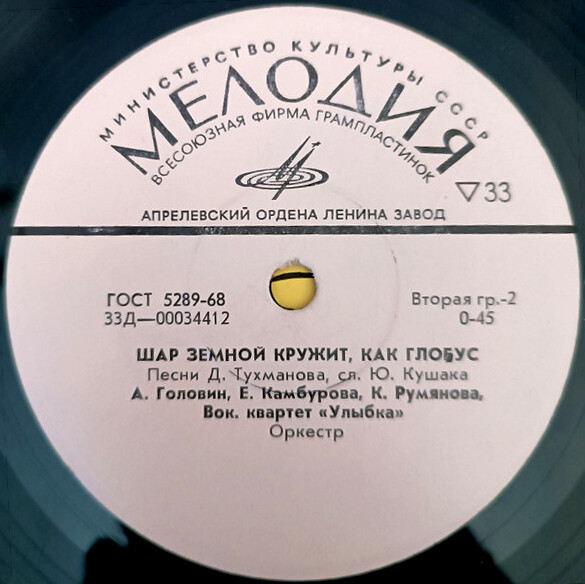 МИНИСТЕРСТВО КУЛЬТУРЫ СССР
МЕЛОДИЯ
ВСЕСОЮЗНАЯ ФИРМА ГРАМПЛАСТИНОК
▽33
АПРЕЛЕВСКИЙ ОРДЕНА ЛЕНИНА ЗАВОД
ГОСТ 5289-68
Вторая гр.-2
33Д—00034412
0-45
ШАР ЗЕМНОЙ КРУЖИТ, КАК ГЛОБУС
Песни Д. Тухманова, сл. Ю. Кушака
А. Головин, Е. Камбурова, К. Румянова,
Вок. квартет «Улыбка»
Оркестр